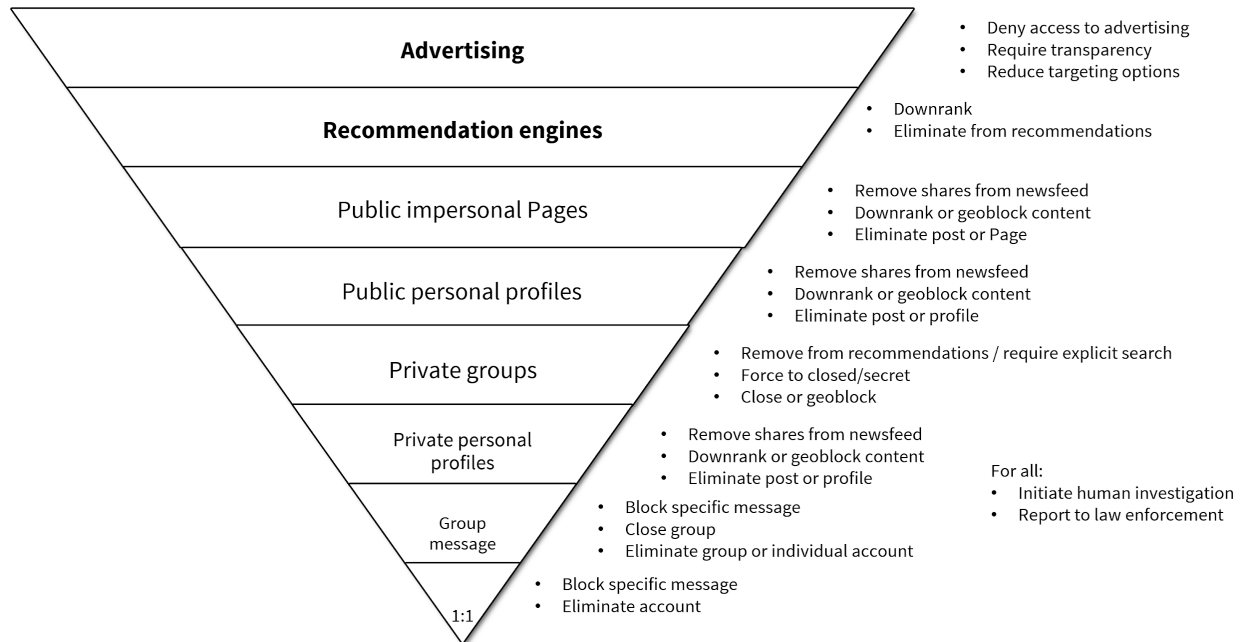 Advertising
• Deny access to advertising
• Require transparency
• Reduce targeting options
Recommendation engines
• Downrank
• Eliminate from recommendations
Public impersonal Pages
• Remove shares from newsfeed
• Downrank or geoblock content
• Eliminate post or Page
Public personal profiles
• Remove shares from newsfeed
• Downrank or geoblock content
• Eliminate post or profile
Private groups
• Remove from recommendations / require explicit search
• Force to closed/secret
• Close or geoblock
Private personal
profiles
• Remove shares from newsfeed
• Downrank or geoblock content
• Eliminate post or profile
Group
message
• Block specific message
• Close group
• Eliminate group or individual account
1:1
• Block specific message
• Eliminate account
For all:
• Initiate human investigation
• Report to law enforcement